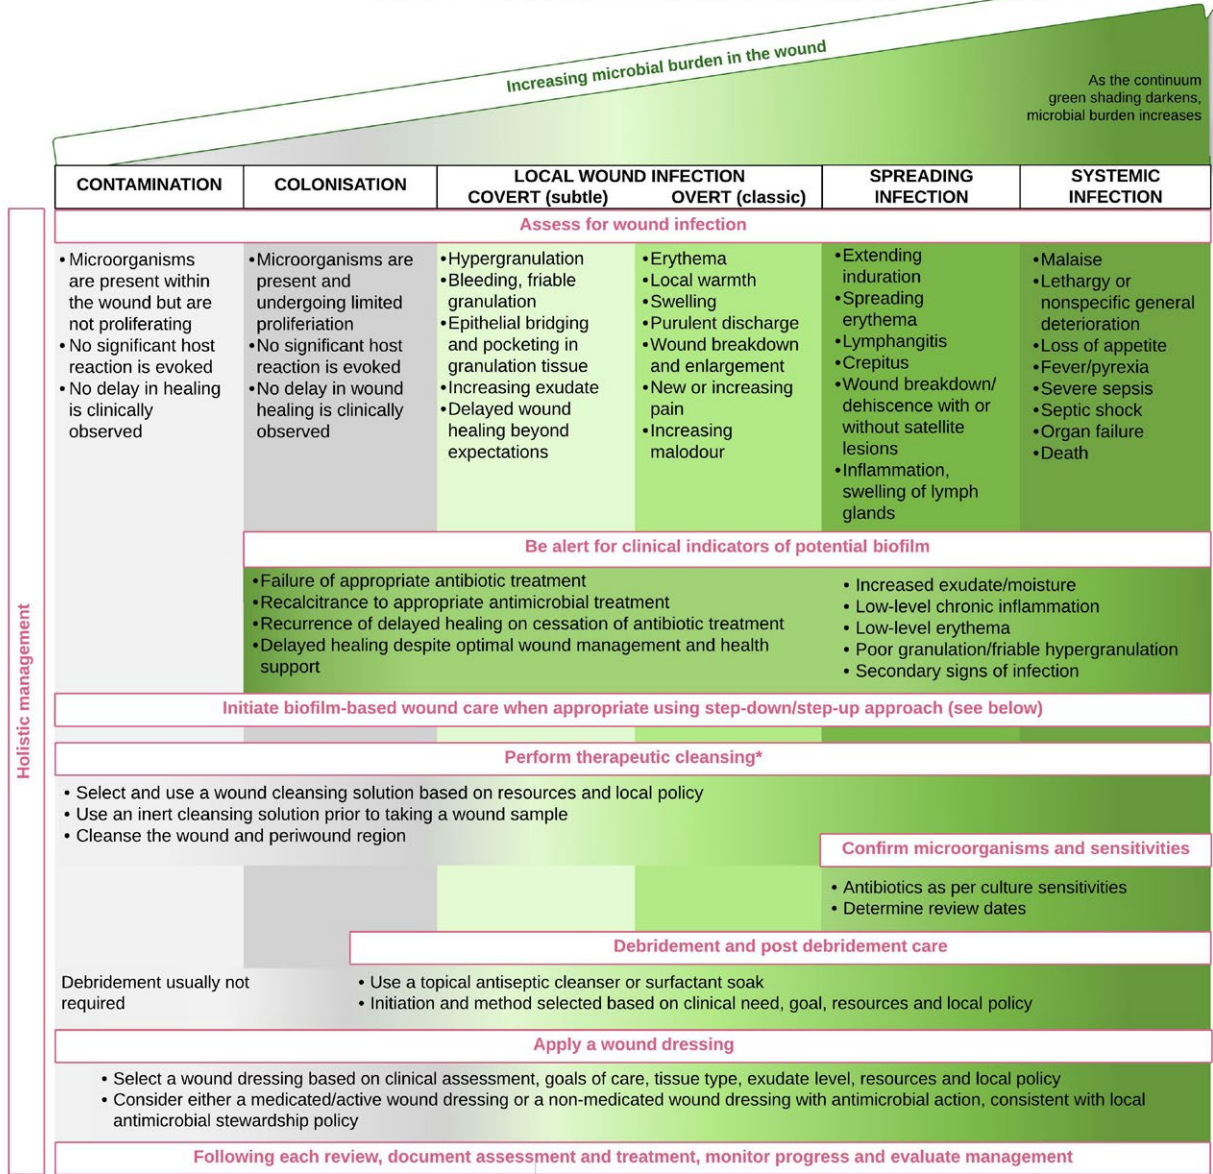 Increasing microbial burden in the wound
As the continuum
green shading darkens,
microbial burden increases
CONTAMINATION
COLONISATION
LOCAL WOUND INFECTION
COVERT (subtle)
OVERT (classic)
SPREADING
INFECTION
SYSTEMIC
INFECTION
Holistic management
Assess for wound infection
• Microorganisms
are present within
the wound but are
not proliferating
• No significant host
reaction is evoked
• No delay in healing
is clinically
observed
• Microorganisms are
present and
undergoing limited
proliferiation
• No significant host
reaction is evoked
• No delay in wound
healing is clinically
observed
• Hypergranulation
• Bleeding, friable
granulation
• Epithelial bridging
and pocketing in
granulation tissue
• Increasing exudate
• Delayed wound
healing beyond
expectations
• Erythema
• Local warmth
• Swelling
• Purulent discharge
• Wound breakdown
and enlargement
• New or increasing
pain
• Increasing
malodour
• Extending
induration
• Spreading
erythema
• Lymphangitis
• Crepitus
• Wound breakdown/
dehiscence with or
without satellite
lesions
• Inflammation,
swelling of lymph
glands
• Malaise
• Lethargy or
nonspecific general
deterioration
• Loss of appetite
• Fever/pyrexia
• Severe sepsis
• Septic shock
• Organ failure
• Death
Be alert for clinical indicators of potential biofilm
• Failure of appropriate antibiotic treatment
• Recalcitrance to appropriate antimicrobial treatment
• Recurrence of delayed healing on cessation of antibiotic treatment
• Delayed healing despite optimal wound management and health
support
• Increased exudate/moisture
• Low-level chronic inflammation
• Low-level erythema
• Poor granulation/friable hypergranulation
• Secondary signs of infection
Initiate biofilm-based wound care when appropriate using step-down/step-up approach (see below)
Perform therapeutic cleansing*
• Select and use a wound cleansing solution based on resources and local policy
• Use an inert cleansing solution prior to taking a wound sample
• Cleanse the wound and periwound region
Confirm microorganisms and sensitivities
• Antibiotics as per culture sensitivities
• Determine review dates
Debridement and post debridement care
Debridement usually not
required
• Use a topical antiseptic cleanser or surfactant soak
• Initiation and method selected based on clinical need, goal, resources and local policy
Apply a wound dressing
• Select a wound dressing based on clinical assessment, goals of care, tissue type, exudate level, resources and local policy
• Consider either a medicated/active wound dressing or a non-medicated wound dressing with antimicrobial action, consistent with local
antimicrobial stewardship policy
Following each review, document assessment and treatment, monitor progress and evaluate management